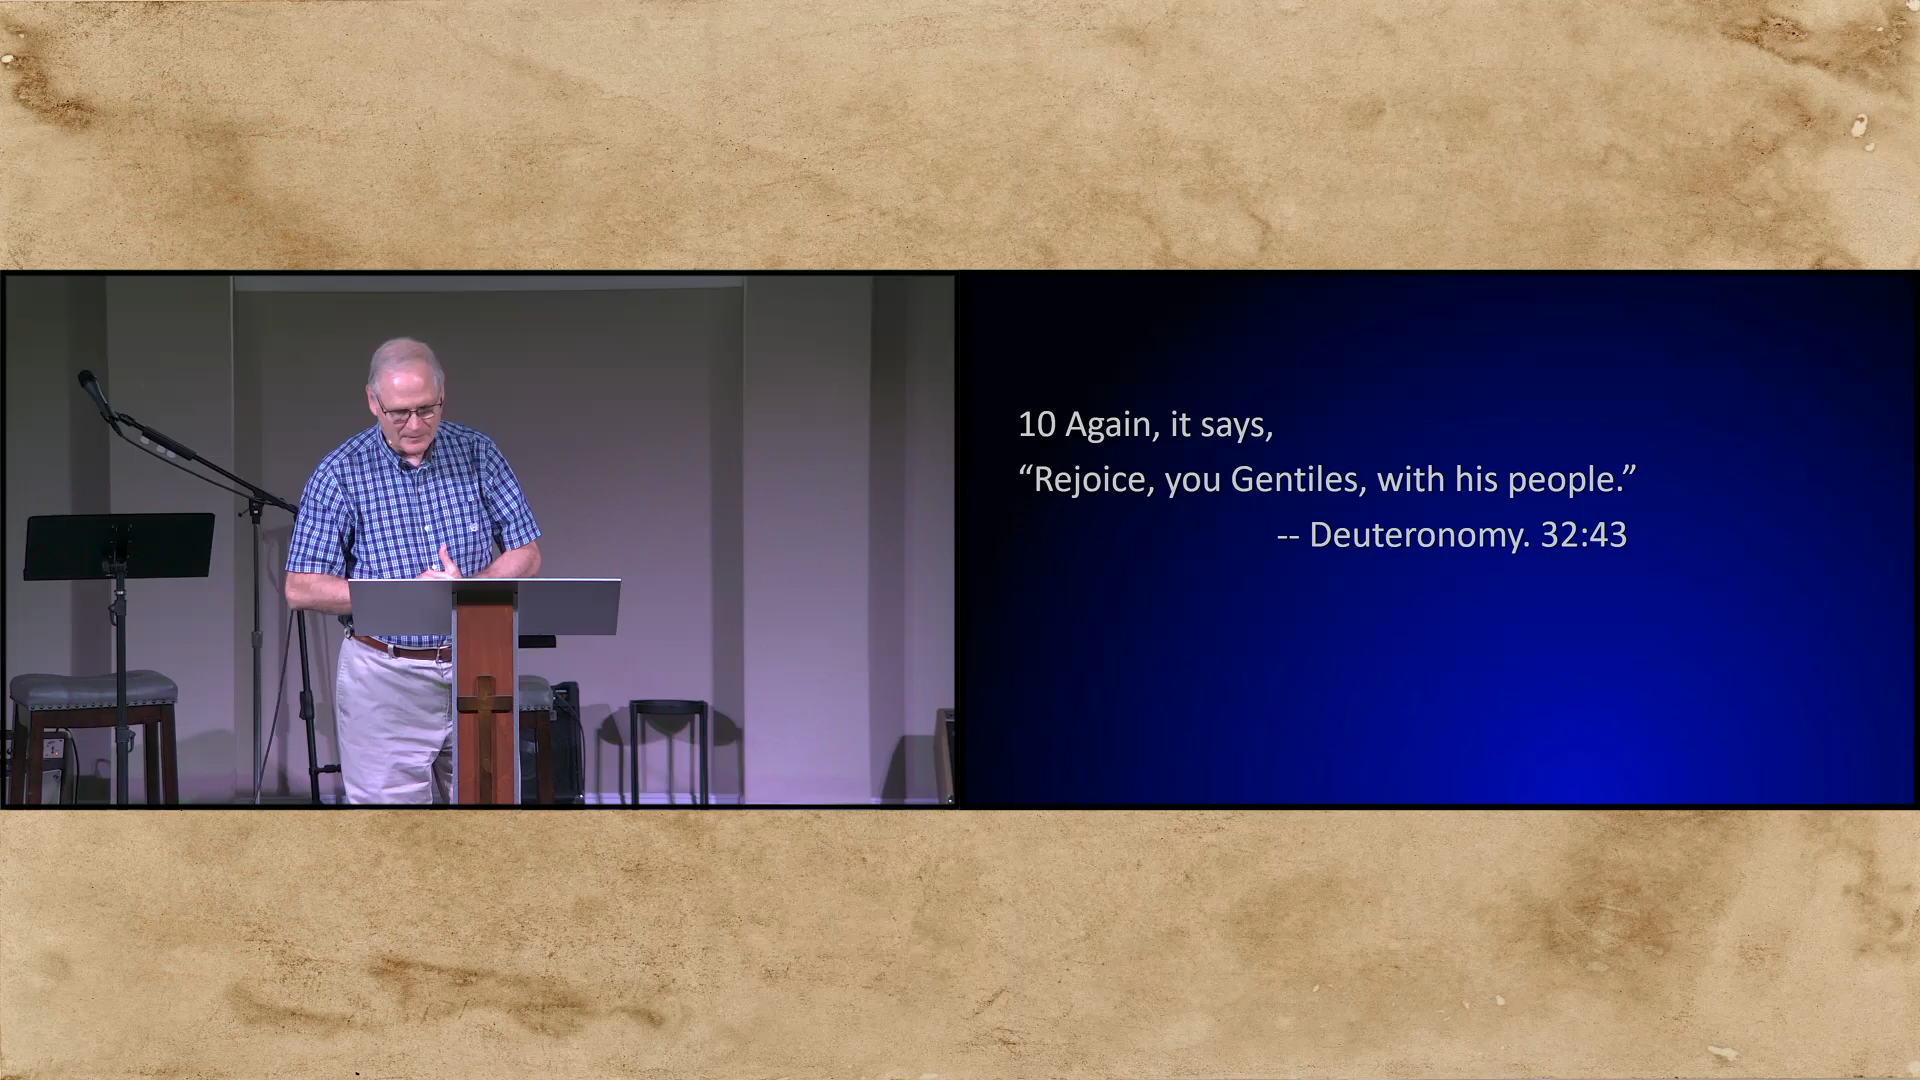 10 Again, it says,
“Rejoice, you Gentiles, with his people.”
-- Deuteronomy. 32:43